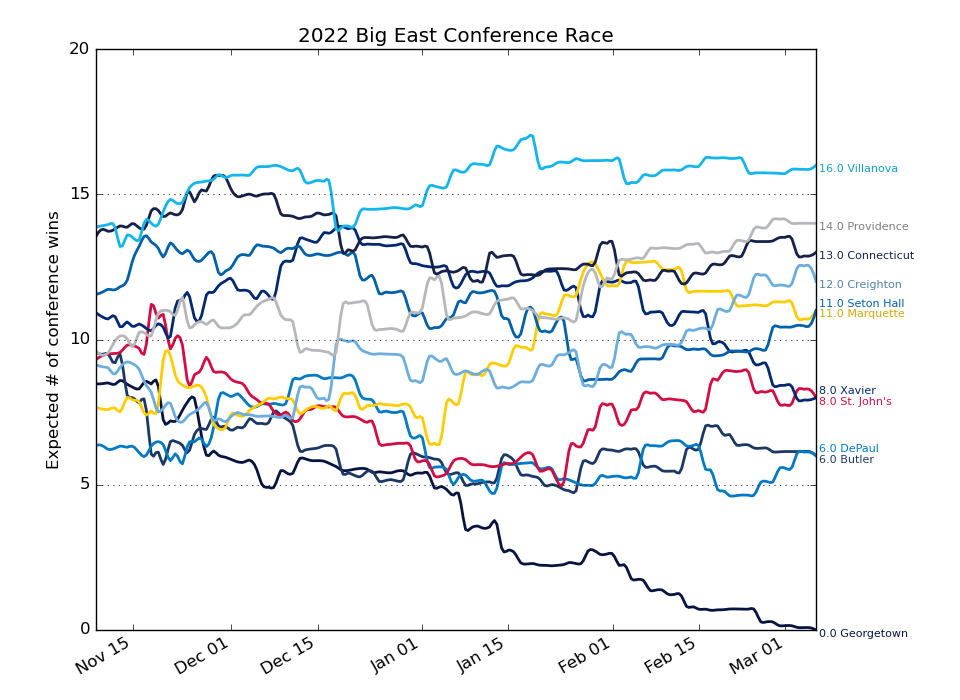 2022 Big East Conference Race
Expected # of conference wins
20
15
10
5
0
16.0 Villanova
14.0 Providence
13.0 Connecticut
12.0 Creighton
11.0 Seton Hall
11.0 Marquette
8.0 Xavier
8.0 St. John's
6.0 DePaul
6.0 Butler
0.0 Georgetown
Nov 15
Dec 01
Dec 15
Jan 01
Jan 15
Feb 01
Feb 15
Mar 01